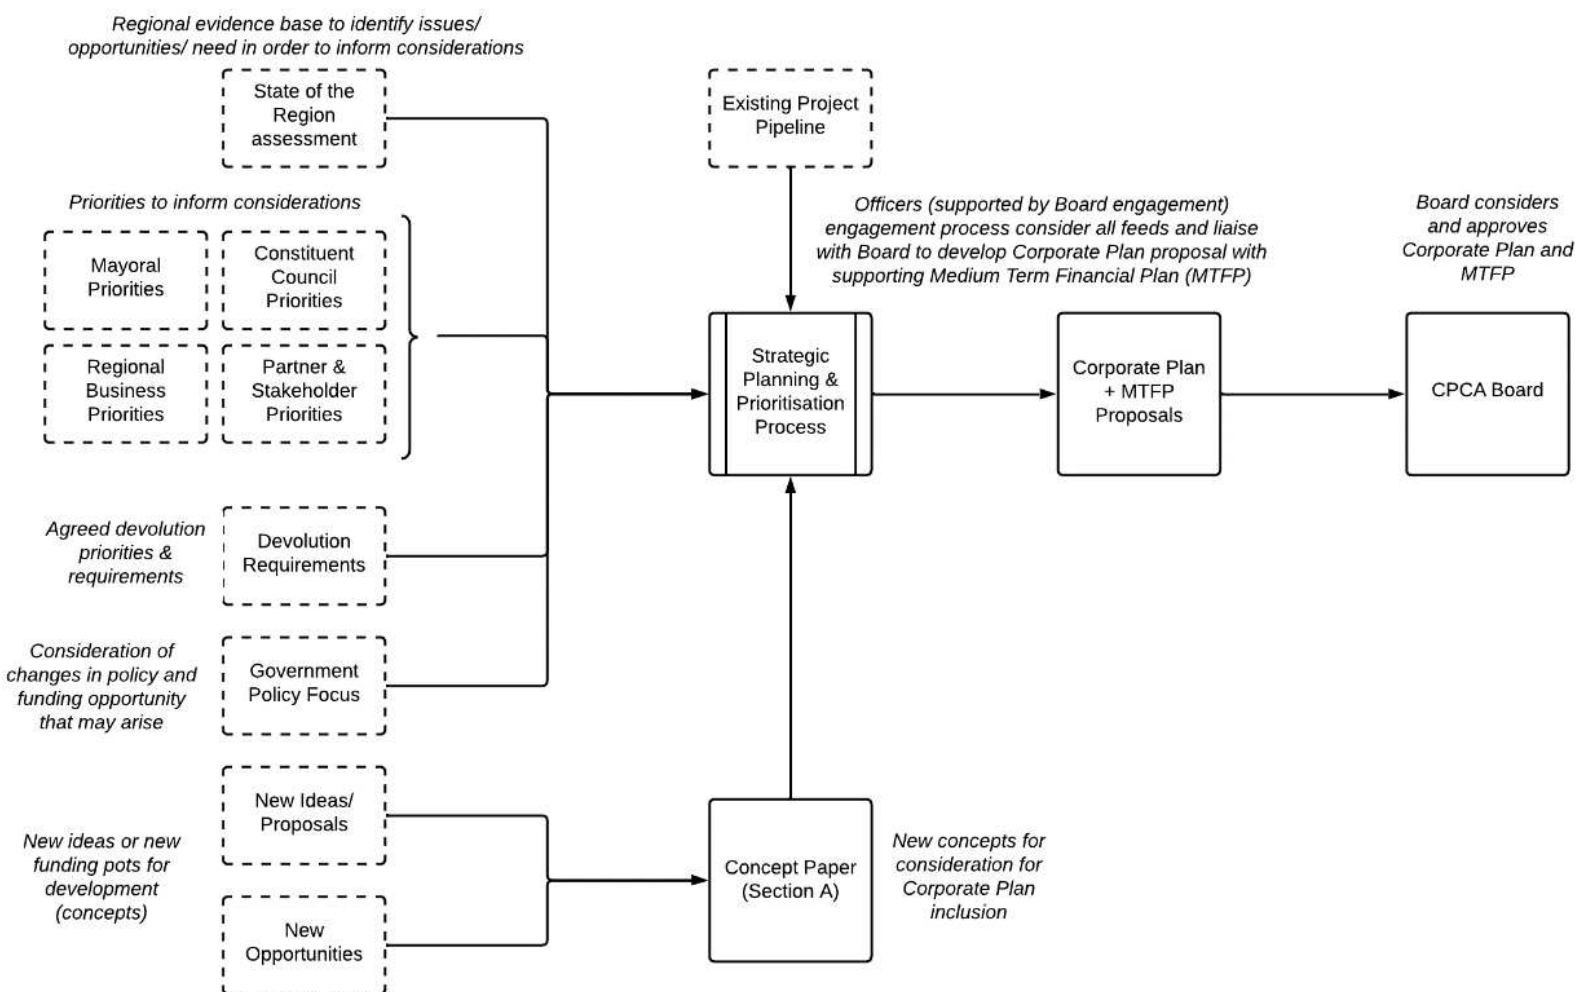 Regional evidence base to identify issues/
opportunities/ need in order to inform considerations
State of the
Region
assessment
Existing Project
Pipeline
Priorities to inform considerations
Mayoral
Priorities
Constituent
Council
Priorities
Regional
Business
Priorities
Partner &
Stakeholder
Priorities
Officers (supported by Board engagement)
engagement process consider all feeds and liaise
with Board to develop Corporate Plan proposal with
supporting Medium Term Financial Plan (MTFP)
Board considers
and approves
Corporate Plan and
MTFP
Strategic
Planning &
Prioritisation
Process
Corporate Plan
+ MTFP
Proposals
CPCA Board
Agreed devolution
priorities &
requirements
Devolution
Requirements
Consideration of
changes in policy and
funding opportunity
that may arise
Government
Policy Focus
New Ideas/
Proposals
New ideas or new
funding pots for
development
(concepts)
New
Opportunities
Concept Paper
(Section A)
New concepts for
consideration for
Corporate Plan
inclusion